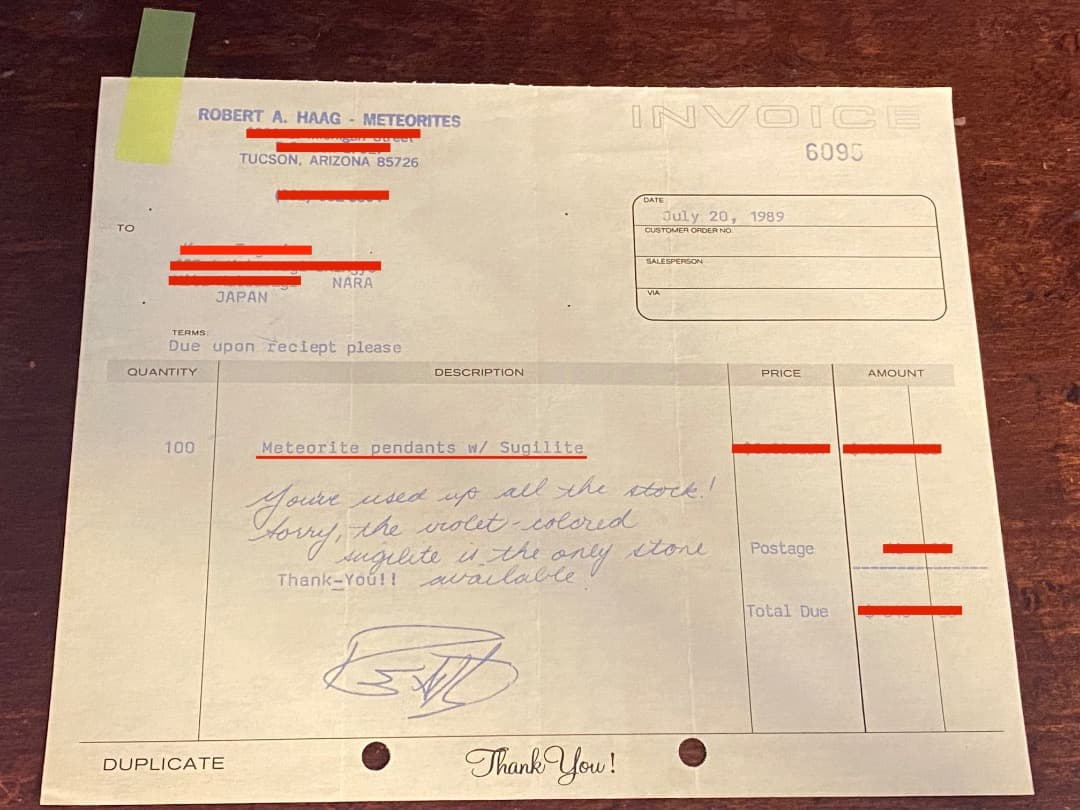 ROBERT A. HAAG - METEORITES
TUCSON, ARIZONA 85726
INVOICE
6095
DATE
July 20, 1989
CUSTOMER ORDER NO.
SALESPERSON
VIA
TO
NARA
JAPAN
TERMS:
Due upon reciept please
QUANTITY DESCRIPTION PRICE AMOUNT
100 Meteorite pendants w/ Sugilite
You've used up all the stock!
Sorry, the violet-colored
sugilite is the only stone
available
Thank-You!!
Postage
Total Due
DUPLICATE
Thank You!